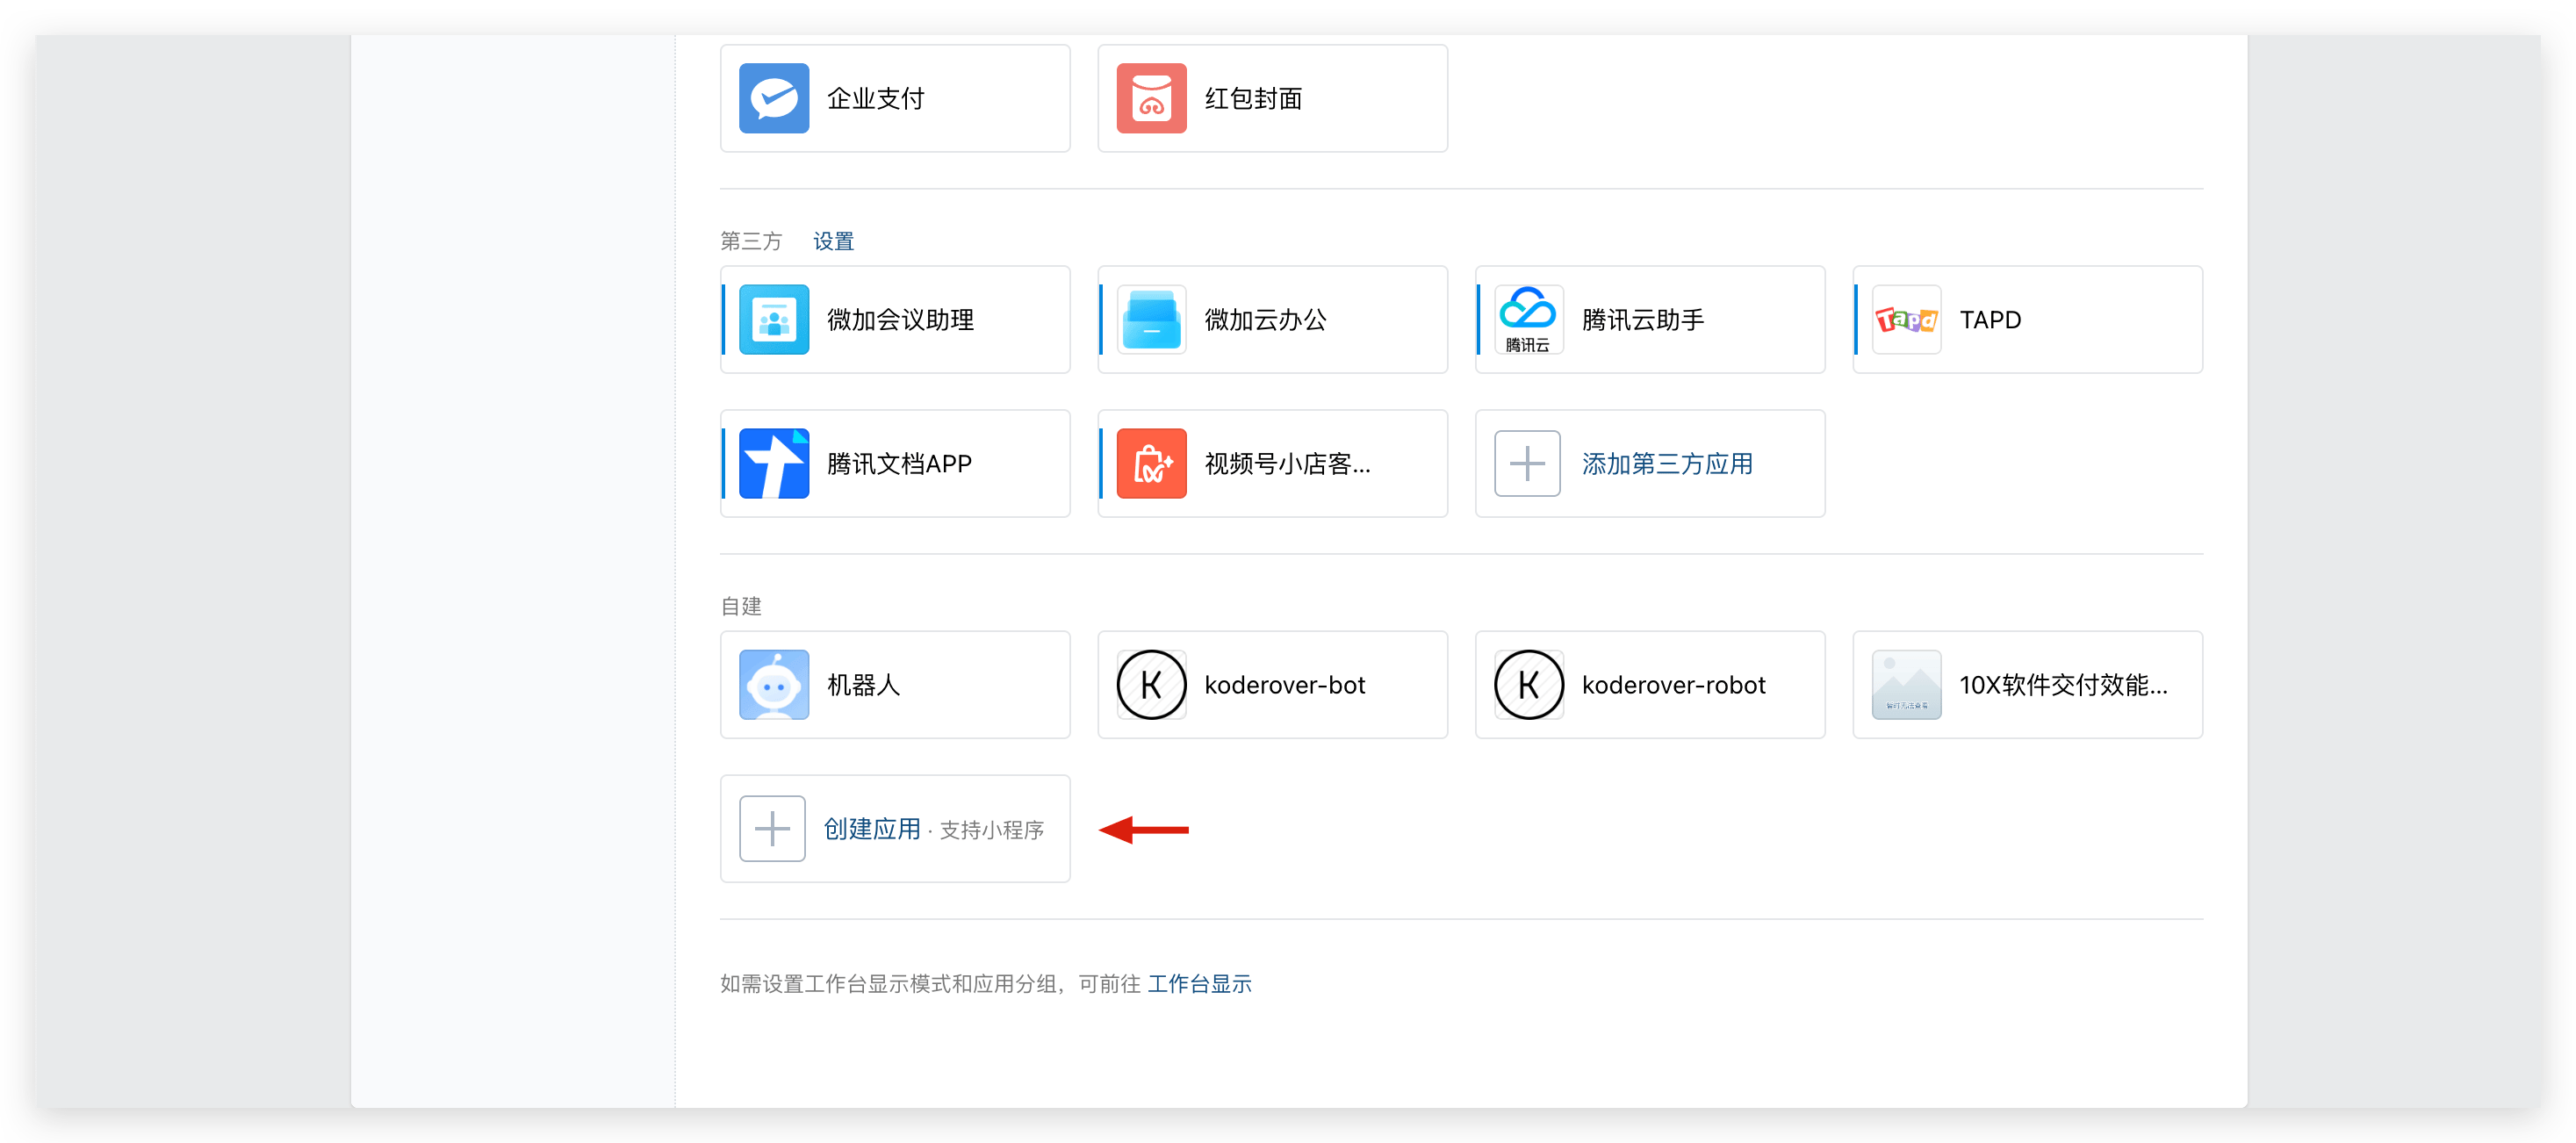 企业支付
红包封面
第三方 设置
微加会议助理
微加云办公
腾讯云
腾讯云助手
Tapd
TAPD
腾讯文档APP
视频号小店客...
添加第三方应用
自建
机器人
K
koderover-bot
K
koderover-robot
10X软件交付效能...
创建应用 · 支持小程序
如需设置工作台显示模式和应用分组，可前往 工作台显示